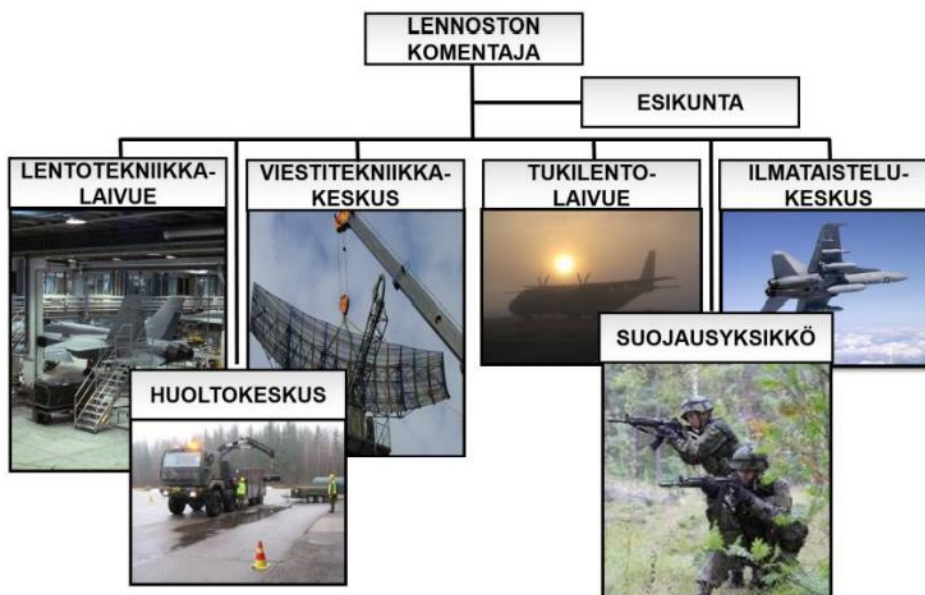 LENNOSTON
KOMENTAJA
ESIKUNTA
LENTOTEKNIIKKA-
LAIVUE
VIESTITEKNIIKKA-
KESKUS
TUKILENTO-
LAIVUE
ILMATAISTELU-
KESKUS
HUOLTOKESKUS
SUOJAUSYKSIKKÖ